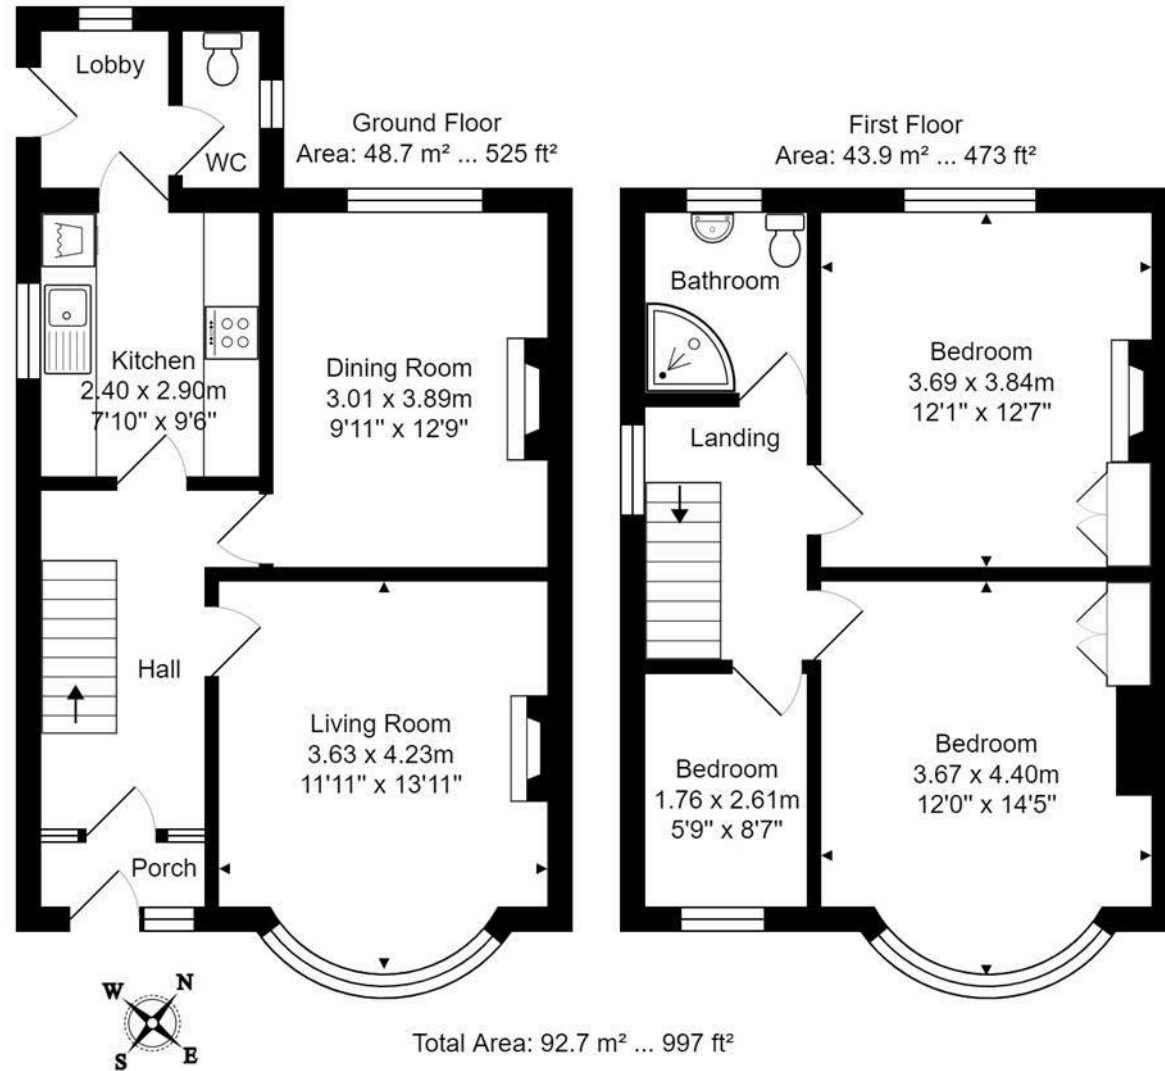 Lobby
WC
Ground Floor
Area: 48.7 m² ... 525 ft²
Kitchen
2.40 x 2.90m
7'10" x 9'6"
Dining Room
3.01 x 3.89m
9'11" x 12'9"
Hall
Living Room
3.63 x 4.23m
11'11" x 13'11"
Porch
First Floor
Area: 43.9 m² ... 473 ft²
Bathroom
Landing
Bedroom
3.69 x 3.84m
12'1" x 12'7"
Bedroom
1.76 x 2.61m
5'9" x 8'7"
Bedroom
3.67 x 4.40m
12'0" x 14'5"
W N
S E
Total Area: 92.7 m² ... 997 ft²